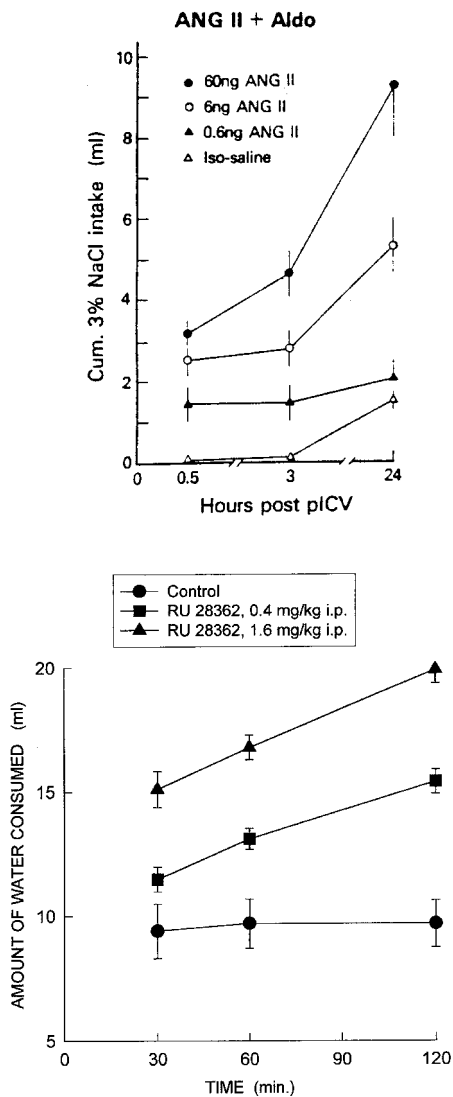 ANG II + Aldo
10
8
6
4
2
0
Cum. 3% NaCl intake (ml)
60ng ANG II
6ng ANG II
0.6ng ANG II
Iso-saline
0 0.5 3 24
Hours post pICV
Control
RU 28362, 0.4 mg/kg i.p.
RU 28362, 1.6 mg/kg i.p.
20
15
10
5
AMOUNT OF WATER CONSUMED (ml)
0 30 60 90 120
TIME (min.)